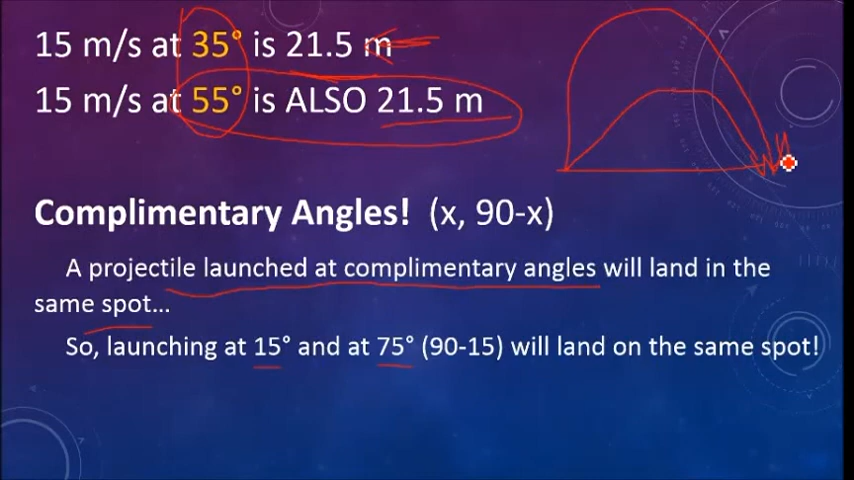 15 m/s at 35° is 21.5 m
15 m/s at 55° is ALSO 21.5 m
Complimentary Angles! (x, 90-x)
A projectile launched at complimentary angles will land in the
same spot...
So, launching at 15° and at 75° (90-15) will land on the same spot!